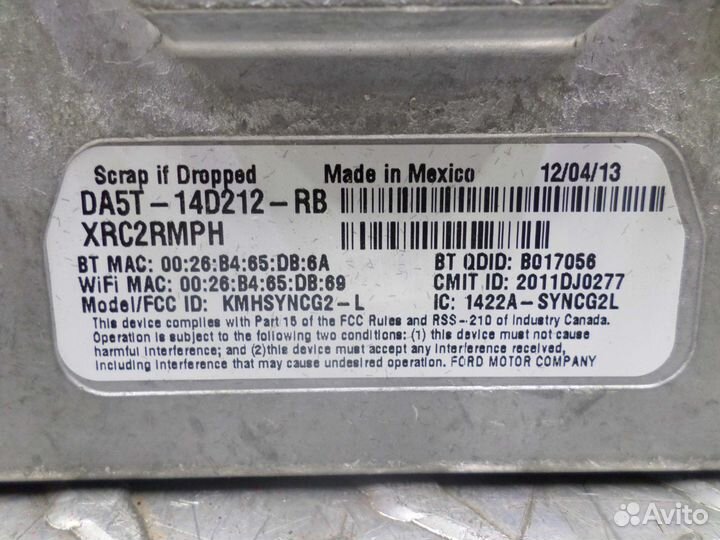 Scrap if Dropped Made in Mexico 12/04/13
DA5T-14D212-RB
XRC2RMPH
BT MAC: 00:26:B4:65:DB:6A BT QDID: B017056
WiFi MAC: 00:26:B4:65:DB:69 CMIT ID: 2011DJ0277
Model/FCC ID: KMHSYNCG2-L IC: 1422A-SYNCG2L
This device complies with Part 15 of the FCC Rules and RSS-210 of Industry Canada.
Operation is subject to the following two conditions: (1) this device must not cause
harmful interference; and (2)this device must accept any interference received,
including interference that may cause undesired operation. FORD MOTOR COMPANY
Avito